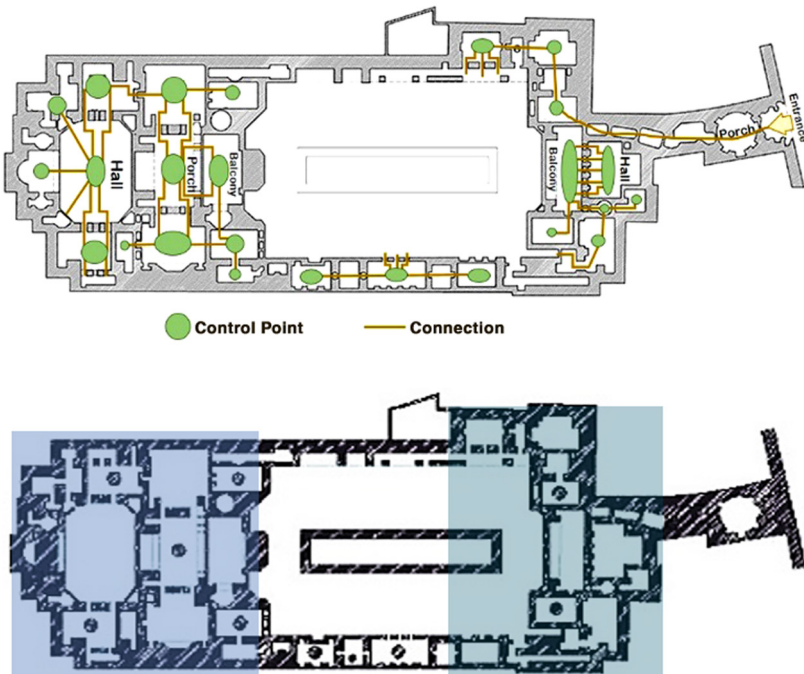 Entrance
Porch
Hall
Porch
Balcony
Balcony
Hall
Control Point
Connection